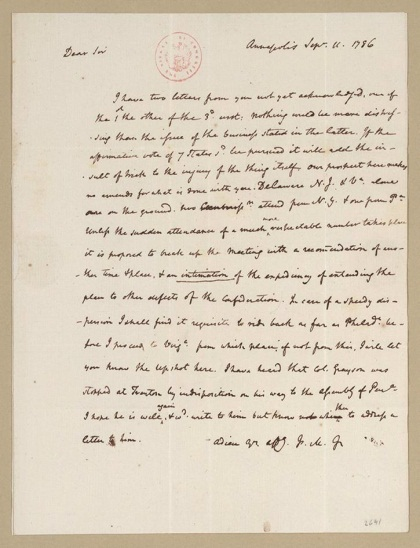 Annapolis Sepr. 11. 1786
Dear Sir
I have two letters from you not yet acknowledged, one of
the 1st the other of the 3d inst: nothing could be more distres-
-sing than the issue of the business stated in the latter. If the
affirmative vote of 7 States sd. be pursued it will add the in-
-sult of trick to the injury of the thing itself. Our prospect here makes
no amends for what is done with you. Delaware N. J. & Va. alone
are on the ground. two Commissrs. attend from N. Y. & one from Pa.
Unless the sudden attendance of a much more respectable number takes place
it is proposed to break up the Meeting with a recommendation of ano-
-ther time & place, & an intimation of the expediency of extending the
plan to other defects of the Confederation. In case of a speedy dis-
-persion I shall find it requisite to ride back as far as Philada. be-
fore I proceed to Virga. from which place, if not from this, I will let
you know the upshot here. I have heard that Col. Grayson was
stopped at Trenton by indisposition on his way to the Assembly of Pena.
I hope he is well again, & wd. write to him but know not whither to address a
letter to him.
Adieu yr. aff. J. M. Jr